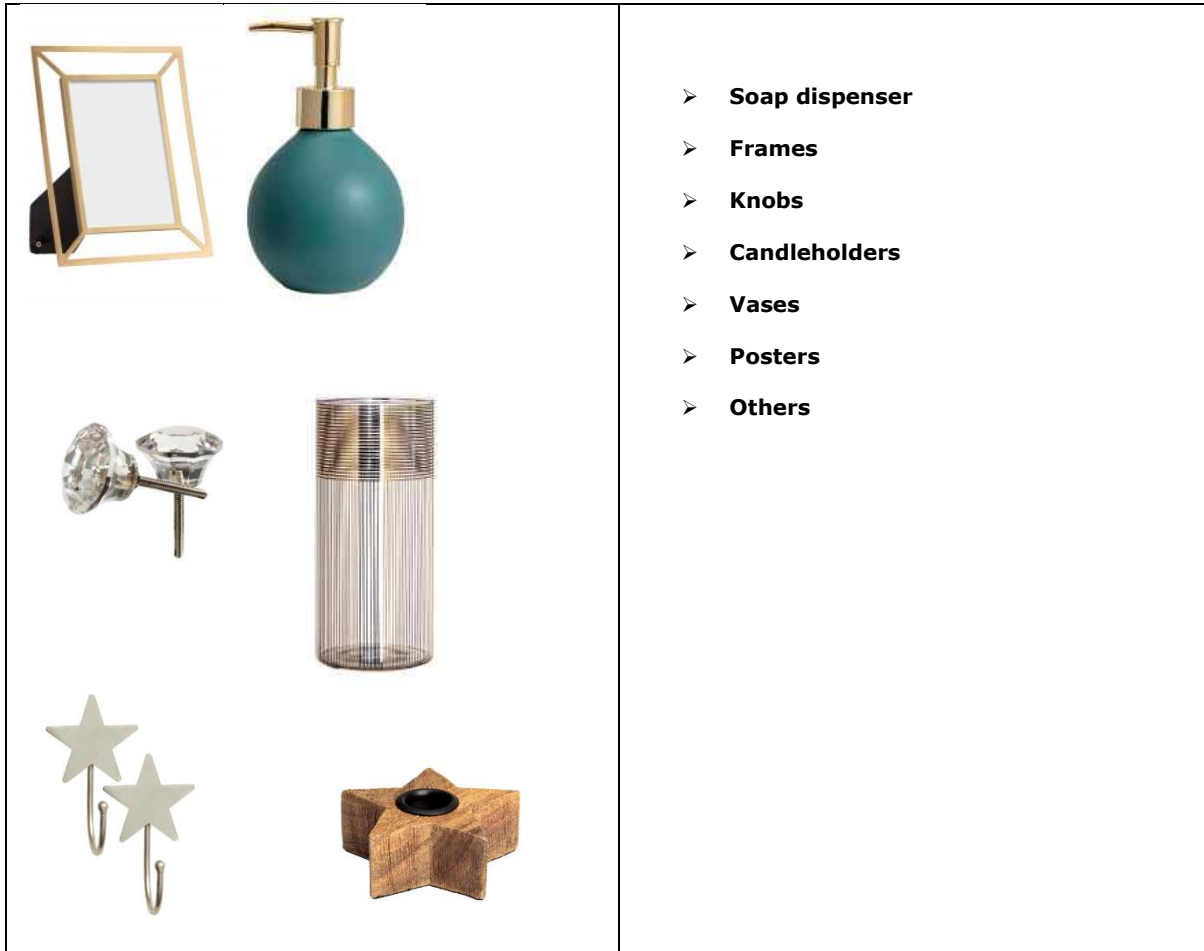 ➢ Soap dispenser
➢ Frames
➢ Knobs
➢ Candleholders
➢ Vases
➢ Posters
➢ Others